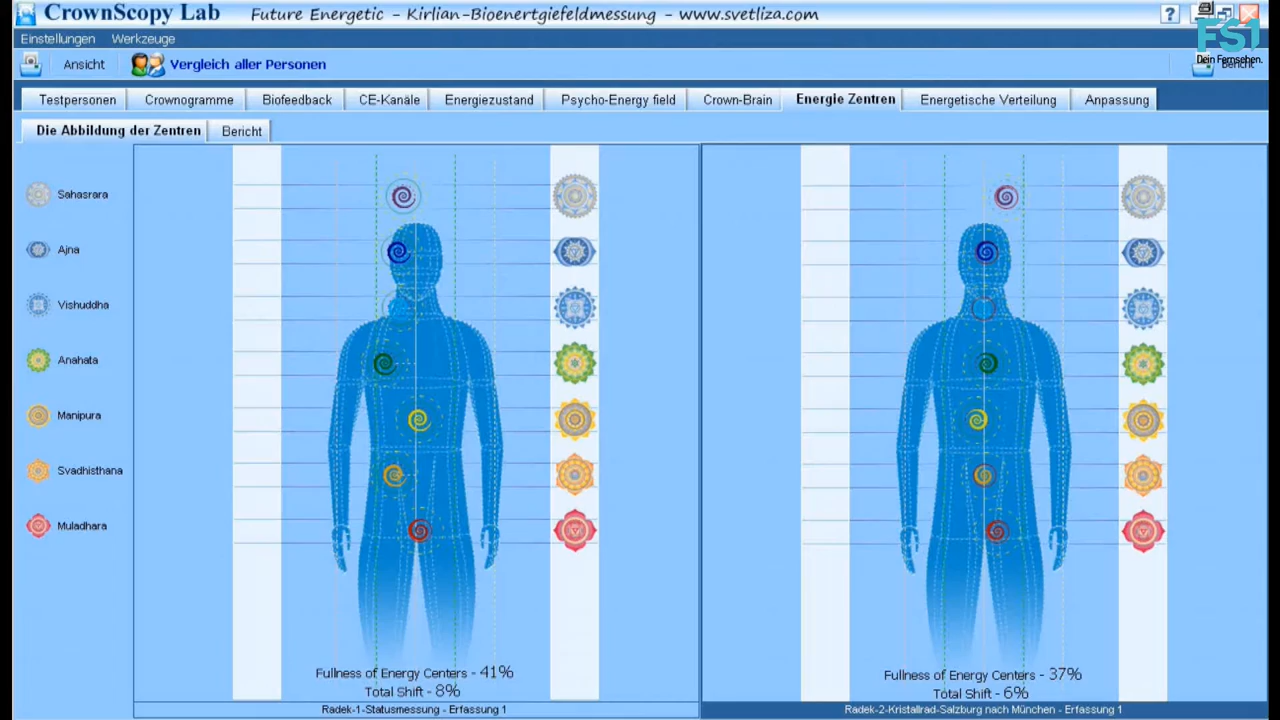 CrownScopy Lab Future Energetic - Kirlian-Bioenertgiefeldmessung - www.svetliza.com
?
FS1
Dein Fernsehen.
Einstellungen Werkzeuge
Ansicht Vergleich aller Personen Bericht
Testpersonen Crownogramme Biofeedback CE-Kanäle Energiezustand Psycho-Energy field Crown-Brain Energie Zentren Energetische Verteilung Anpassung
Die Abbildung der Zentren Bericht
Sahasrara
Ajna
Vishuddha
Anahata
Manipura
Svadhisthana
Muladhara
Fullness of Energy Centers - 41%
Total Shift - 8%
Radek-1-Statusmessung - Erfassung 1
Fullness of Energy Centers - 37%
Total Shift - 6%
Radek-2-Kristallrad-Salzburg nach München - Erfassung 1